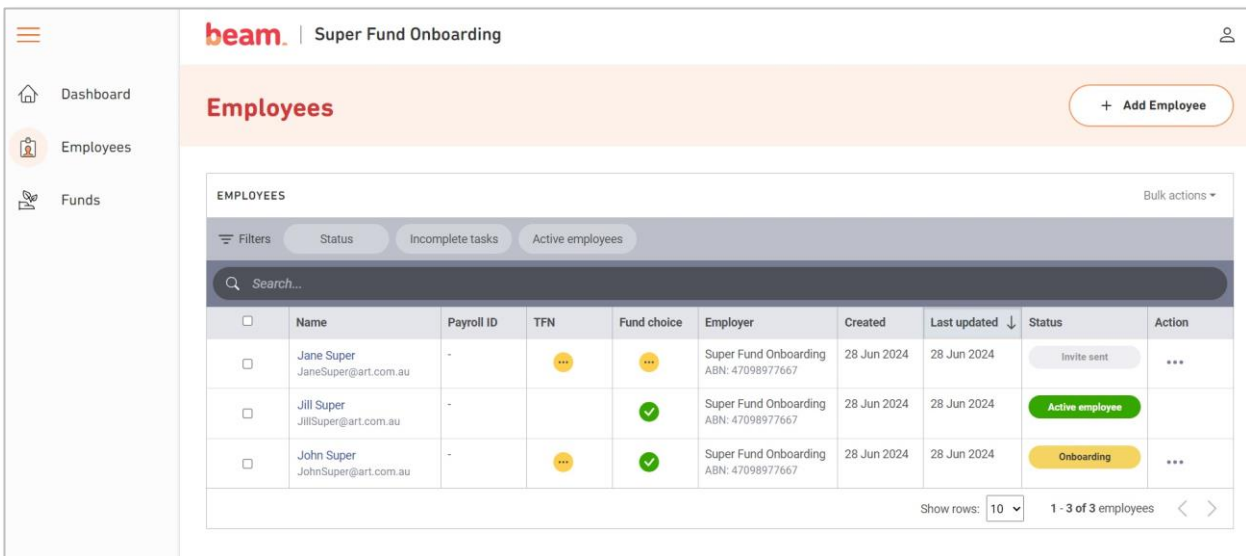 beam. | Super Fund Onboarding
Dashboard
Employees
Funds
Employees
+ Add Employee
EMPLOYEES
Bulk actions
Filters Status Incomplete tasks Active employees
Search...
Name Payroll ID TFN Fund choice Employer Created Last updated ↓ Status Action
Jane Super - Super Fund Onboarding 28 Jun 2024 28 Jun 2024 Invite sent
JaneSuper@art.com.au ABN: 47098977667
Jill Super - Super Fund Onboarding 28 Jun 2024 28 Jun 2024 Active employee
JillSuper@art.com.au ABN: 47098977667
John Super - Super Fund Onboarding 28 Jun 2024 28 Jun 2024 Onboarding
JohnSuper@art.com.au ABN: 47098977667
Show rows: 10 1 - 3 of 3 employees